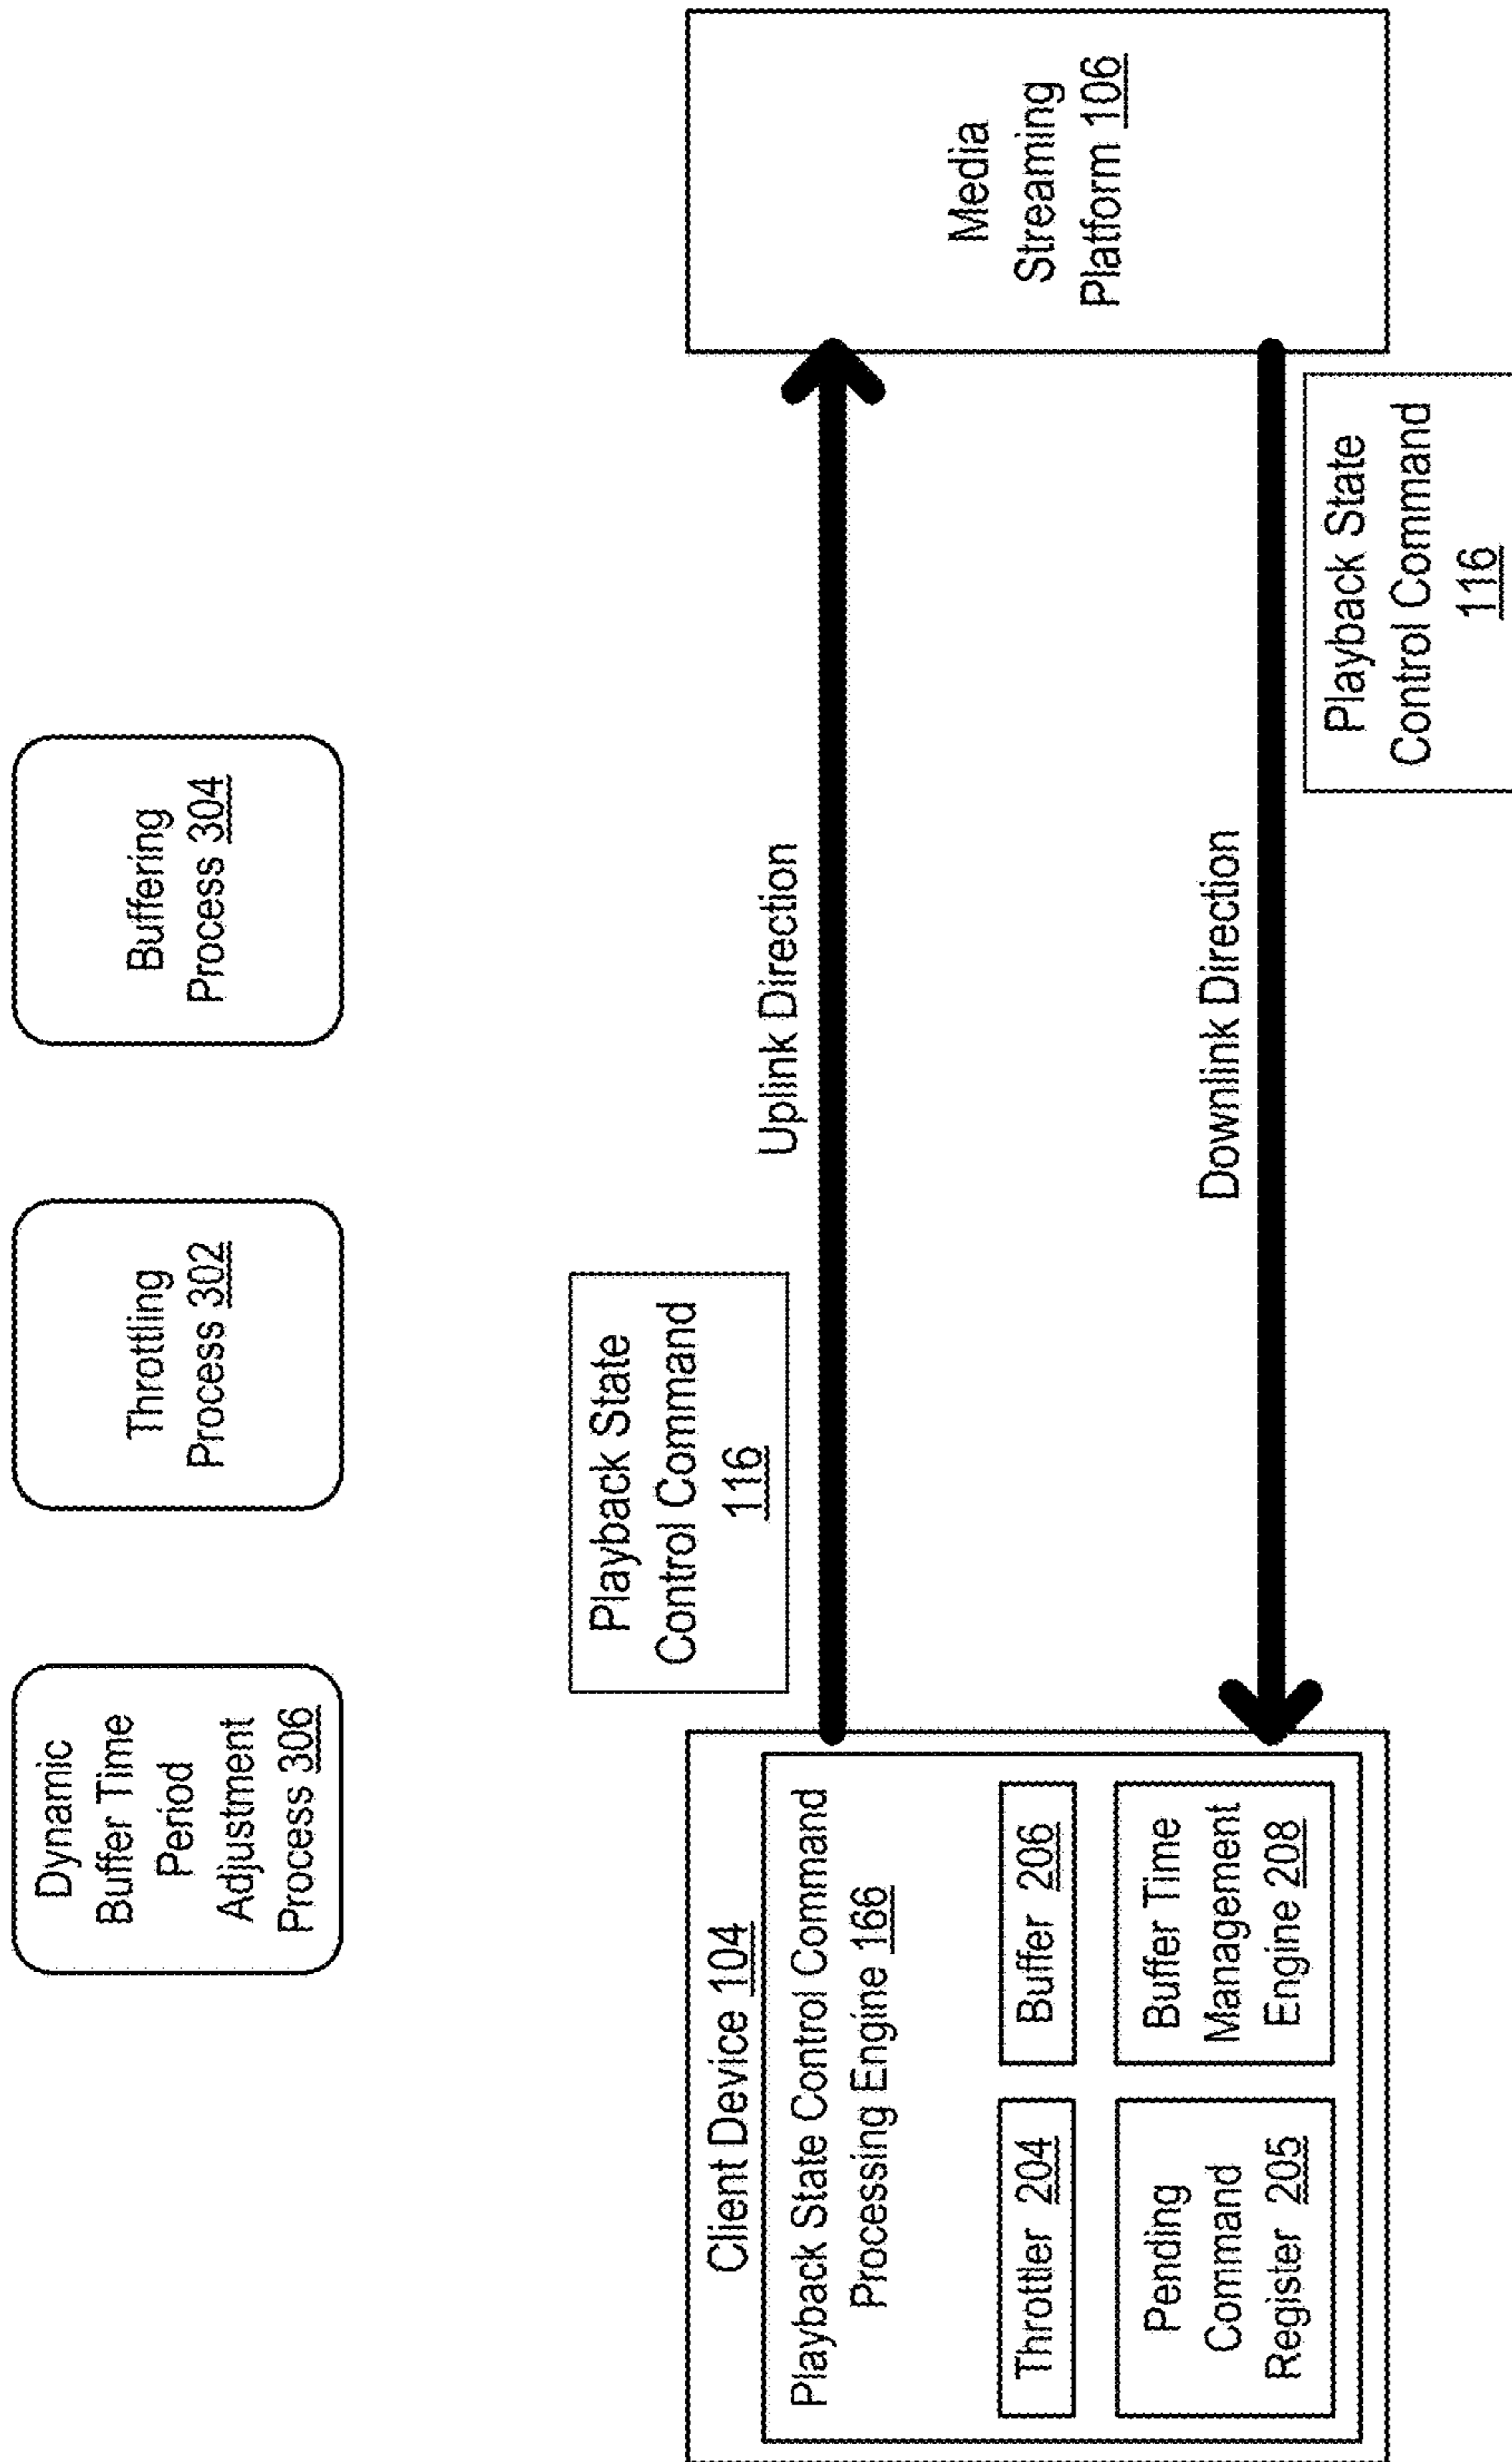 Dynamic
Buffer Time
Period
Adjustment
Process 306
Throttling
Process 302
Buffering
Process 304
Playback State
Control Command
116
Uplink Direction
Client Device 104
Playback State Control Command
Processing Engine 166
Throttler 204
Buffer 206
Pending
Command
Register 205
Buffer Time
Management
Engine 208
Downlink Direction
Media
Streaming
Platform 106
Playback State
Control Command
116